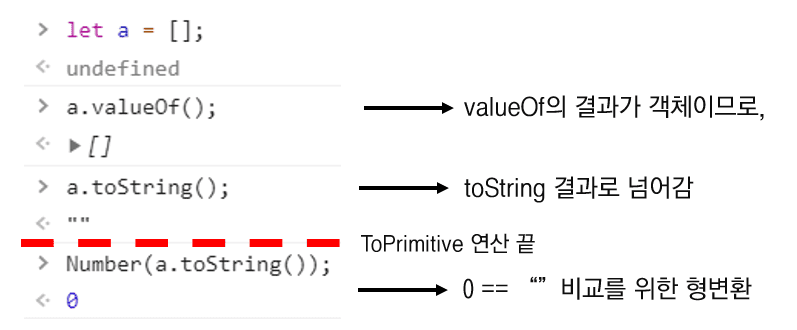 > let a = [];
<· undefined
> a.valueOf();
valueOf의 결과가 객체이므로,
<· ▶[]
> a.toString();
toString 결과로 넘어감
<· ""
ToPrimitive 연산 끝
> Number(a.toString());
0 == “” 비교를 위한 형변환
<· 0